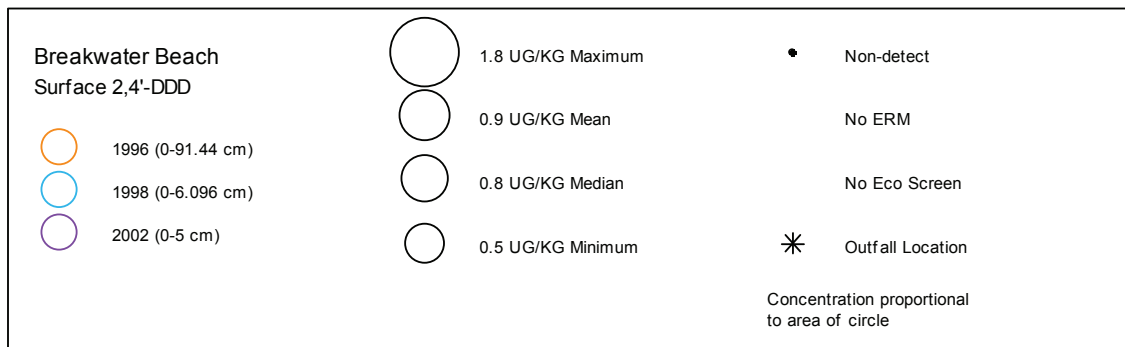 Breakwater Beach
Surface 2,4'-DDD
1996 (0-91.44 cm)
1998 (0-6.096 cm)
2002 (0-5 cm)
1.8 UG/KG Maximum
0.9 UG/KG Mean
0.8 UG/KG Median
0.5 UG/KG Minimum
Non-detect
No ERM
No Eco Screen
Outfall Location
Concentration proportional
to area of circle